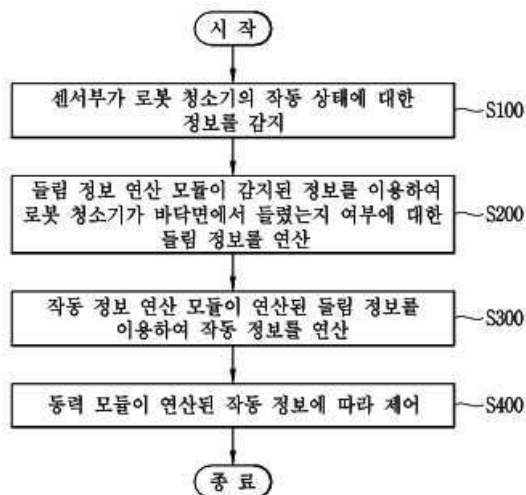 시 작
센서부가 로봇 청소기의 작동 상태에 대한
정보를 감지
S100
들림 정보 연산 모듈이 감지된 정보를 이용하여
로봇 청소기가 바닥면에서 들렸는지 여부에 대한
들림 정보를 연산
S200
작동 정보 연산 모듈이 연산된 들림 정보를
이용하여 작동 정보를 연산
S300
동력 모듈이 연산된 작동 정보에 따라 제어
S400
종 료